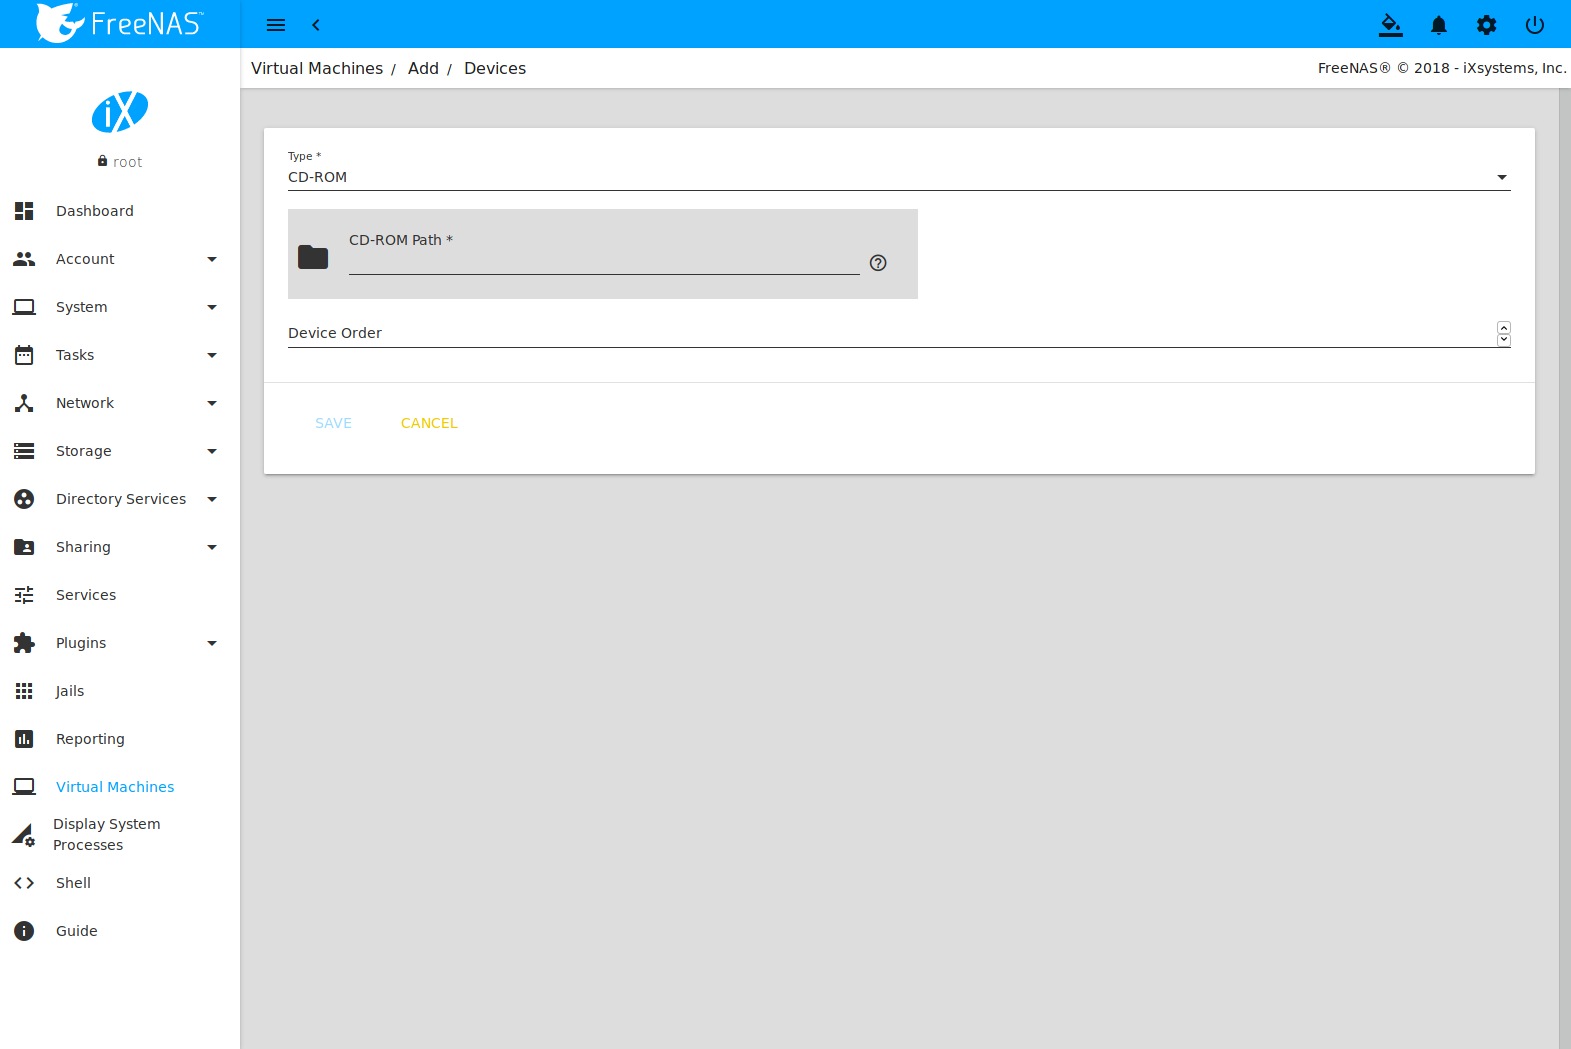 FreeNAS™
Virtual Machines / Add / Devices
FreeNAS® © 2018 - iXsystems, Inc.
iX
root
Dashboard
Account
System
Tasks
Network
Storage
Directory Services
Sharing
Services
Plugins
Jails
Reporting
Virtual Machines
Display System
Processes
Shell
Guide
Type *
CD-ROM
CD-ROM Path *
Device Order
SAVE CANCEL